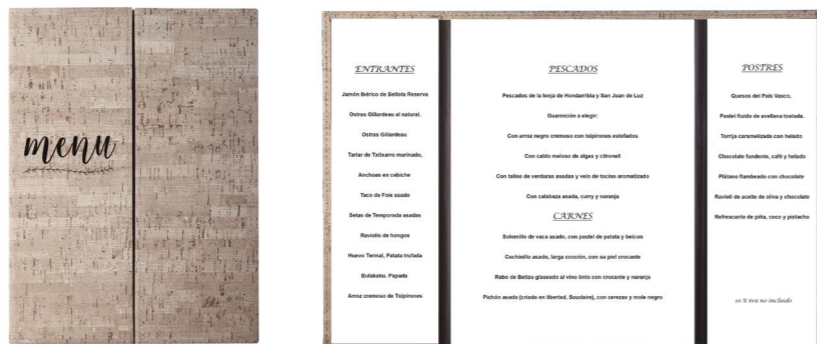 menu
ENTRANTES
Jamón Ibérico de Bellota Reserva
Ostras Gillardeau al natural.
Ostras Gillardeau
Tartar de Txitxarro marinado,
Anchoas en cebiche
Taco de Foie asado
Setas de Temporada asadas
Raviolis de hongos
Huevo Termal, Patata trufada
Butakaku. Papada
Arroz cremoso de Txipirones
PESCADOS
Pescados de la lonja de Hondarribia y San Juan de Luz
Guarnición a elegir:
Con arroz negro cremoso con txipirones estofados
Con caldo meloso de algas y citronell
Con tallos de verduras asadas y velo de tocino aromatizado
Con calabaza asada, curry y naranja
CARNES
Solomillo de vaca asado, con pastel de patata y beicon
Cochinillo asado, larga cocción, con su piel crocante
Rabo de Betiza glaseado al vino tinto con crocante y naranja
Pichón asado (criado en libertad, Soudaire), con cerezas y mole negro
POSTRES
Quesos del País Vasco,
Pastel fluido de avellana tostada.
Torrija caramelizada con helado
Chocolate fundente, café y helado
Plátano flambeado con chocolate
Ravioli de aceite de oliva y chocolate
Refrescante de piña, coco y pistacho
10 % iva no incluido